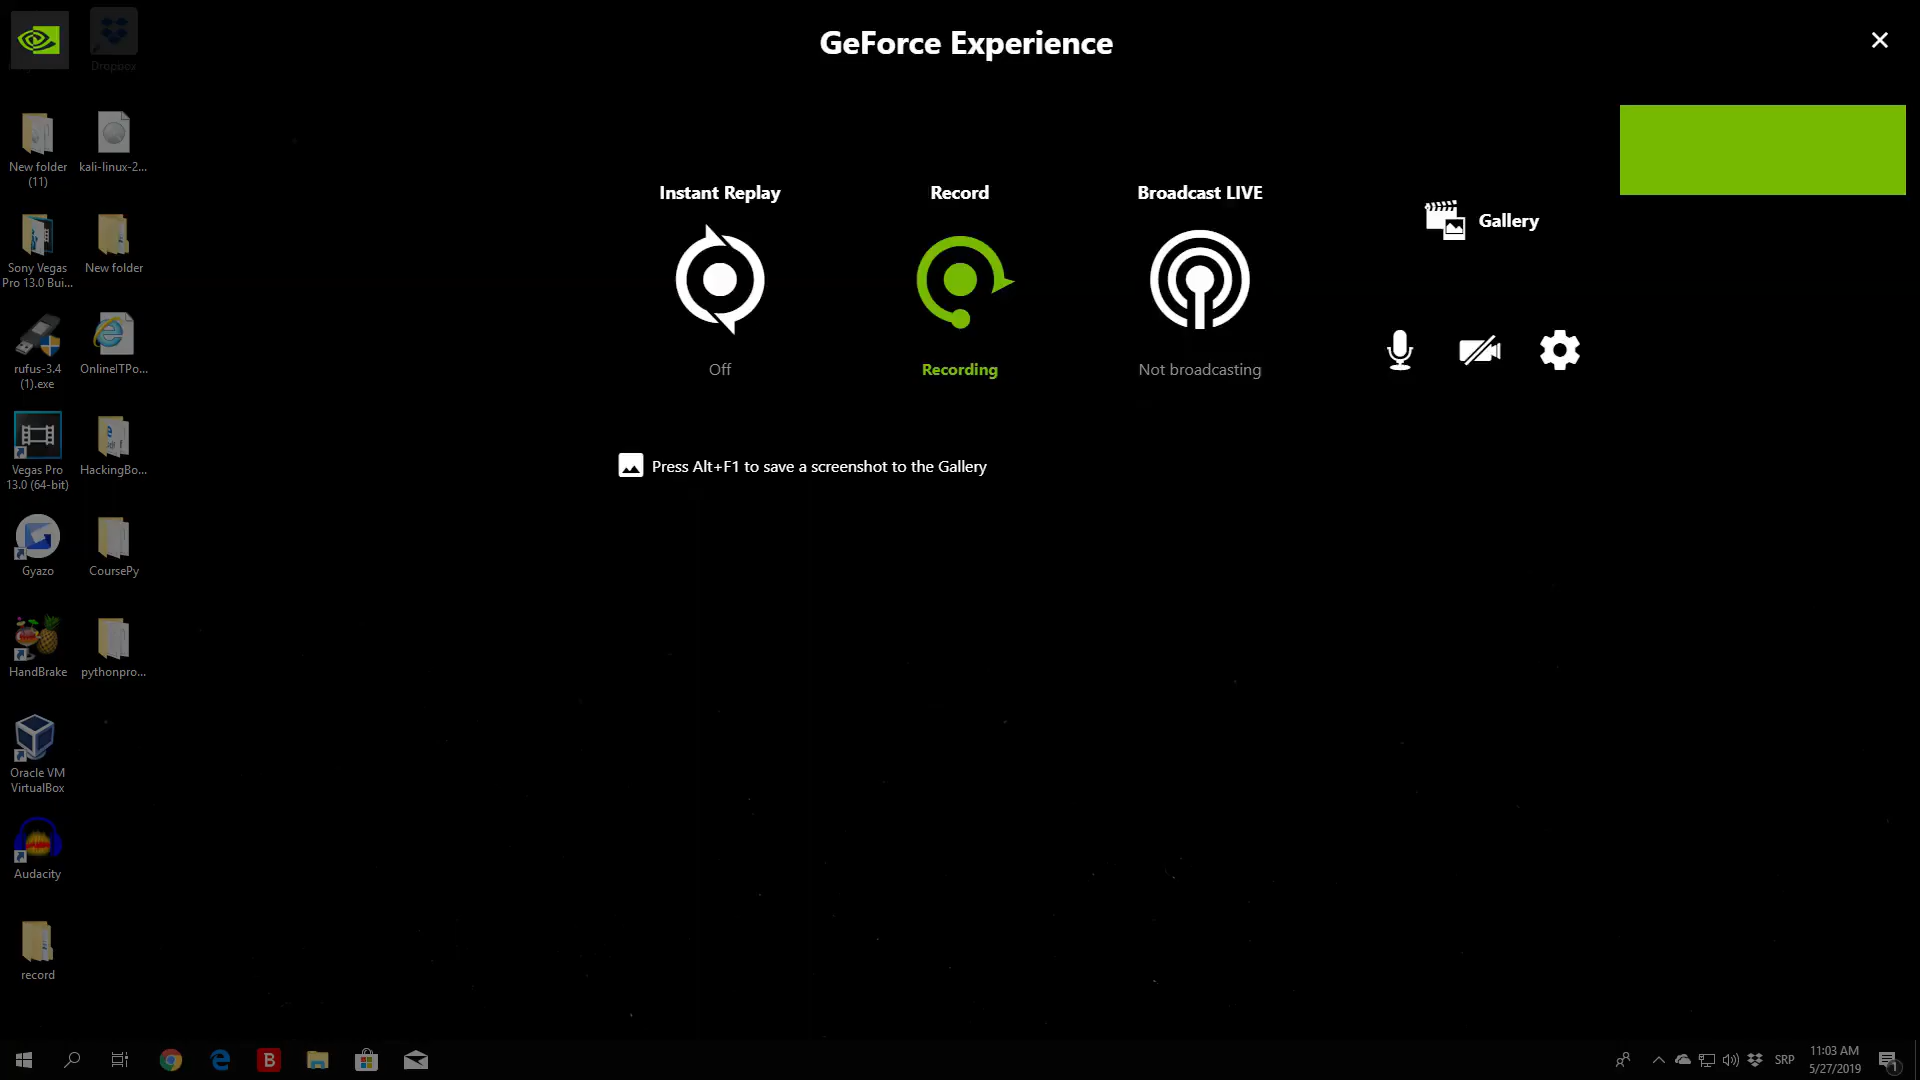 GeForce Experience
Dropbox
New folder
(11)
kali-linux-2...
Instant Replay
Record
Broadcast LIVE
Gallery
Sony Vegas
Pro 13.0 Bui...
New folder
rufus-3.4
(1).exe
OnlineITPo...
Off
Recording
Not broadcasting
Vegas Pro
13.0 (64-bit)
HackingBo...
Press Alt+F1 to save a screenshot to the Gallery
Gyazo
CoursePy
HandBrake
pythonpro...
Oracle VM
VirtualBox
Audacity
record
B
SRP
11:03 AM
5/27/2019
1